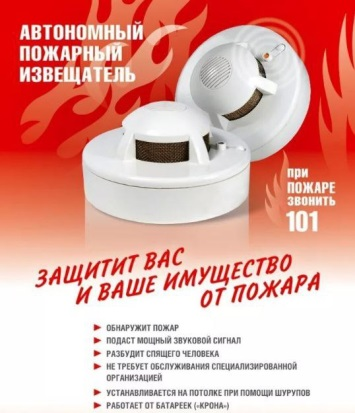 АВТОНОМНЫЙ
ПОЖАРНЫЙ
ИЗВЕЩАТЕЛЬ
при
ПОЖАРЕ
звонить
101
ЗАЩИТИТ ВАС
И ВАШЕ ИМУЩЕСТВО
ОТ ПОЖАРА
ОБНАРУЖИТ ПОЖАР
ПОДАСТ МОЩНЫЙ ЗВУКОВОЙ СИГНАЛ
РАЗБУДИТ СПЯЩЕГО ЧЕЛОВЕКА
НЕ ТРЕБУЕТ ОБСЛУЖИВАНИЯ СПЕЦИАЛИЗИРОВАННОЙ
ОРГАНИЗАЦИЕЙ
УСТАНАВЛИВАЕТСЯ НА ПОТОЛКЕ ПРИ ПОМОЩИ ШУРУПОВ
РАБОТАЕТ ОТ БАТАРЕЕК («КРОНА»)